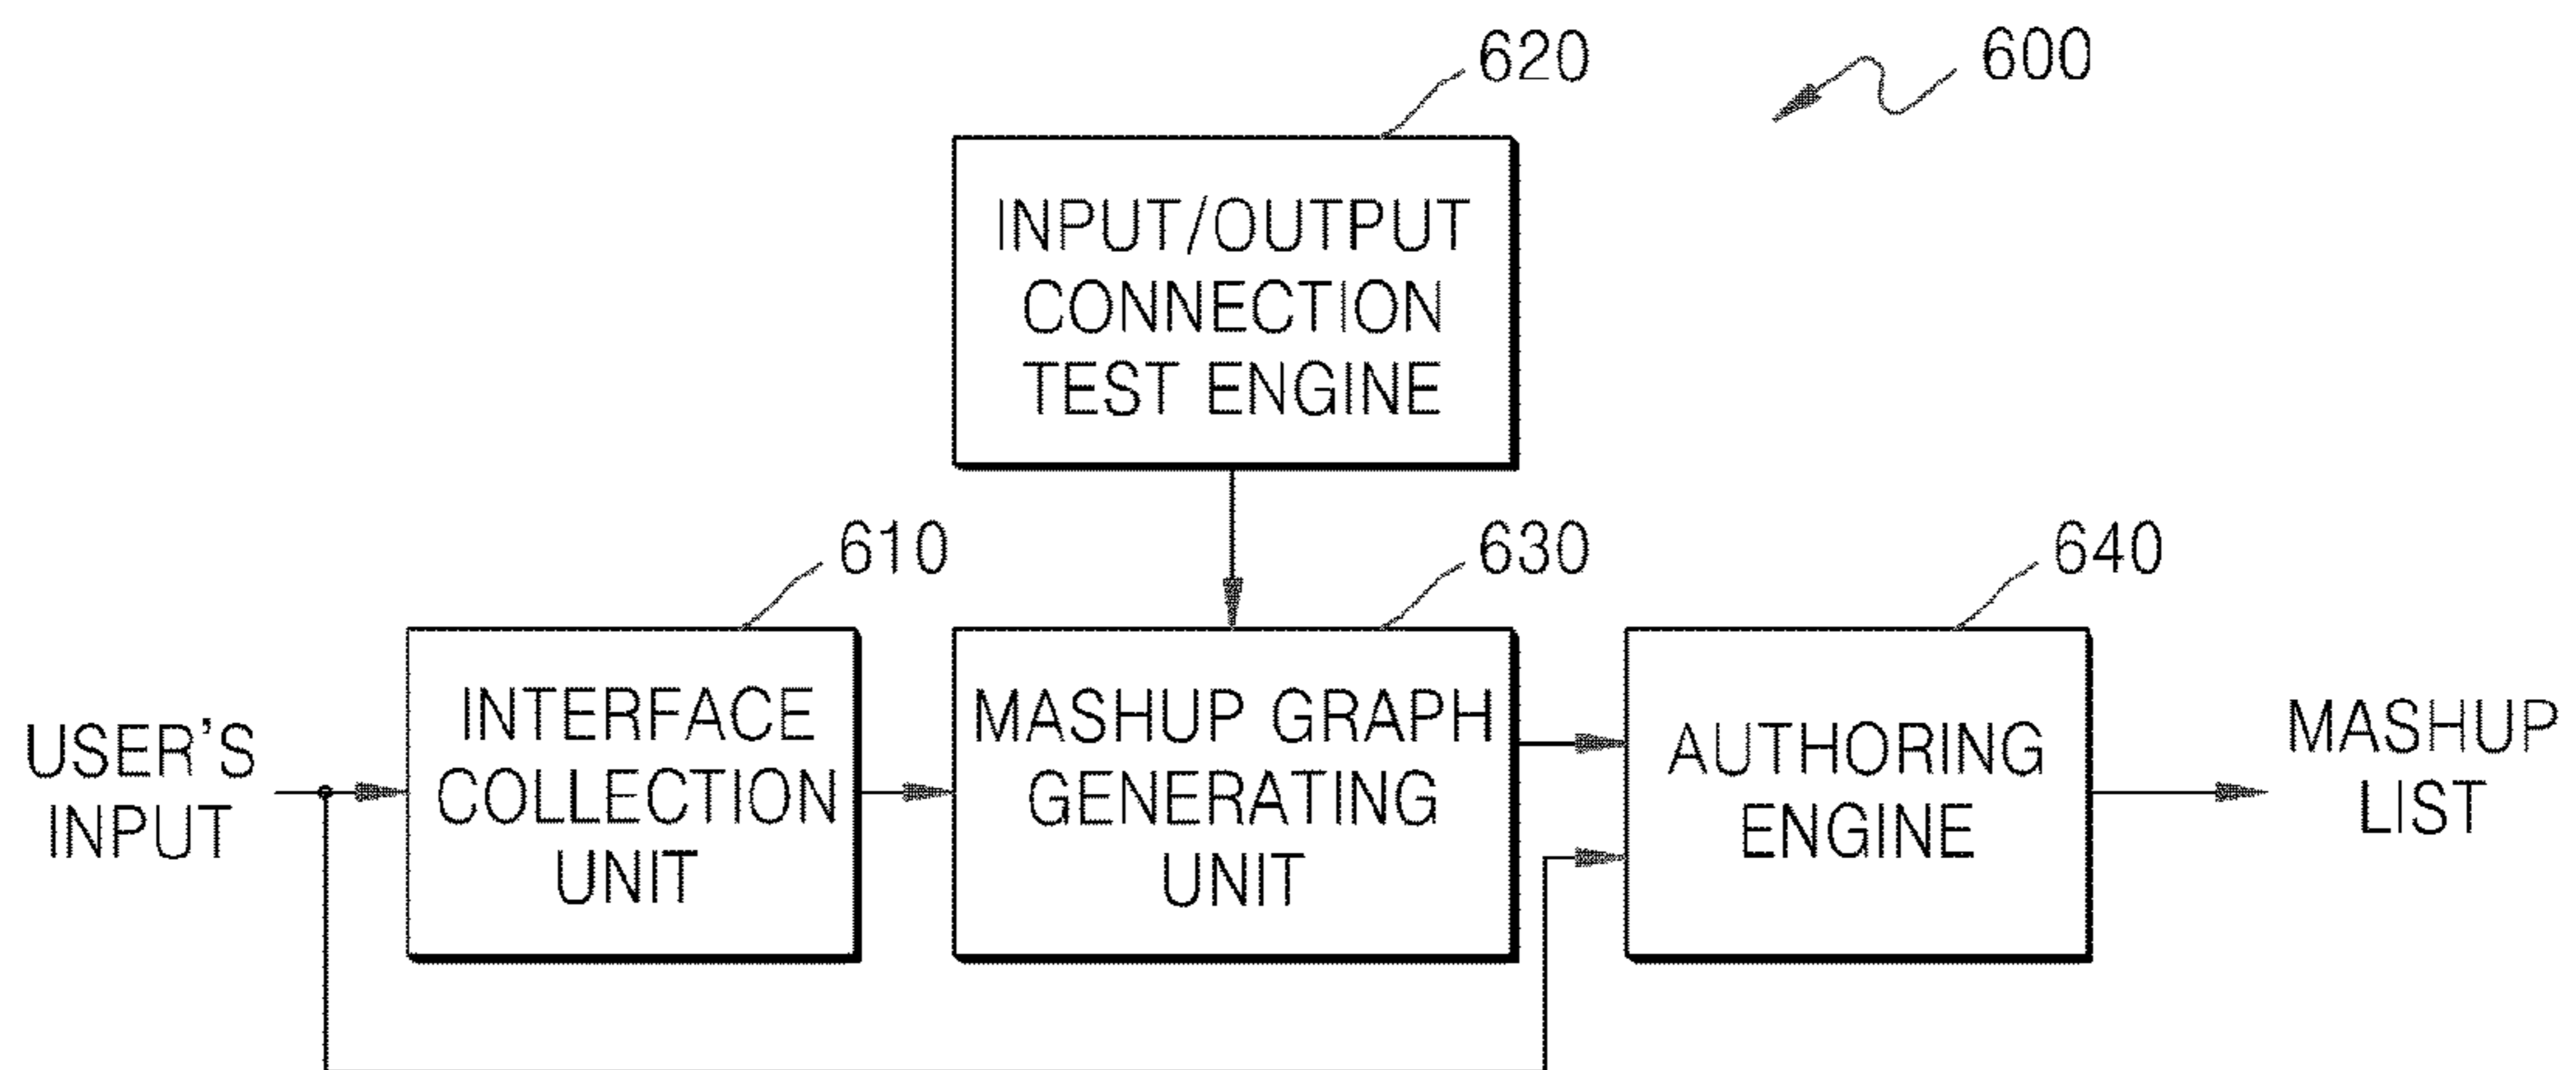 620
600
INPUT/OUTPUT
CONNECTION
TEST ENGINE
610
630
640
USER'S
INPUT
INTERFACE
COLLECTION
UNIT
MASHUP GRAPH
GENERATING
UNIT
AUTHORING
ENGINE
MASHUP
LIST